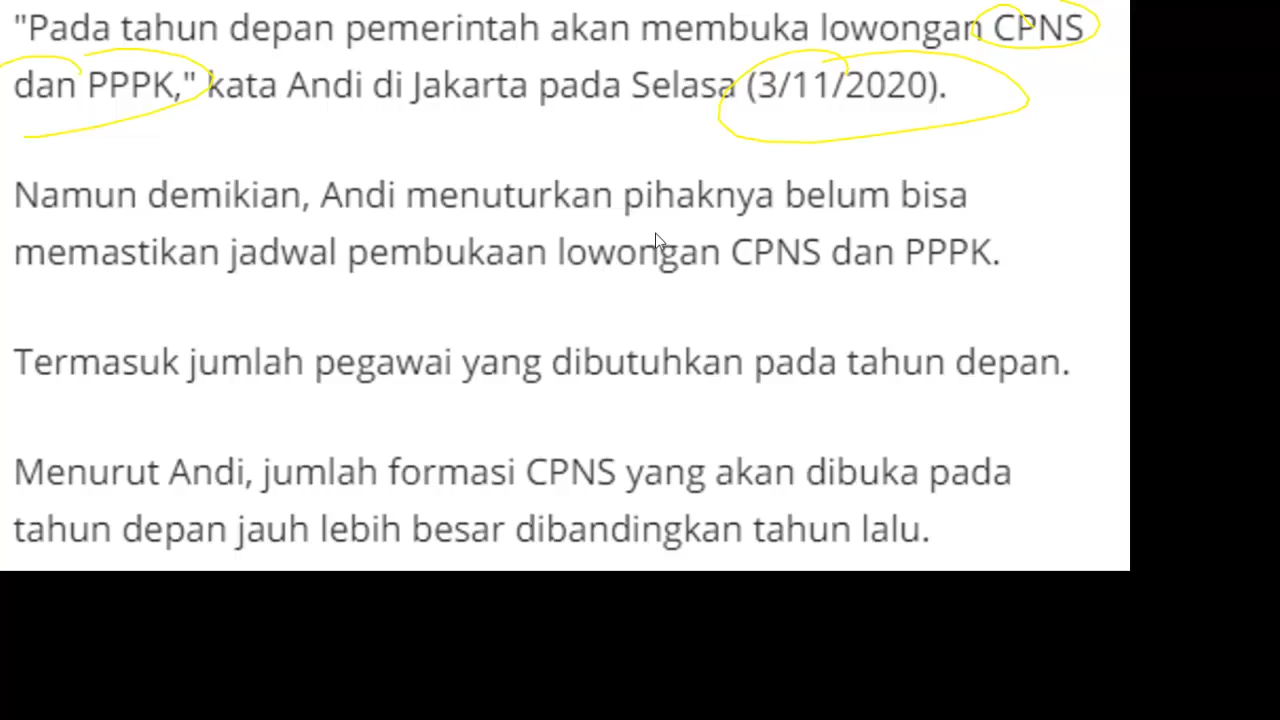 "Pada tahun depan pemerintah akan membuka lowongan CPNS
dan PPPK," kata Andi di Jakarta pada Selasa (3/11/2020).
Namun demikian, Andi menuturkan pihaknya belum bisa
memastikan jadwal pembukaan lowongan CPNS dan PPPK.
Termasuk jumlah pegawai yang dibutuhkan pada tahun depan.
Menurut Andi, jumlah formasi CPNS yang akan dibuka pada
tahun depan jauh lebih besar dibandingkan tahun lalu.